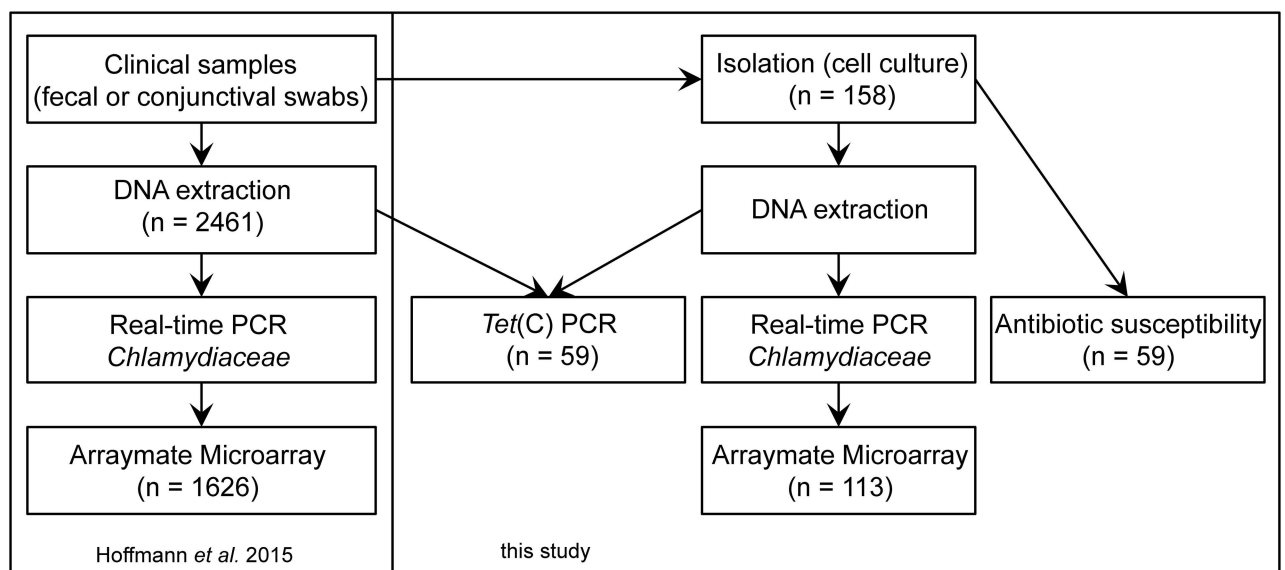 Clinical samples
(fecal or conjunctival swabs)
DNA extraction
(n = 2461)
Real-time PCR
Chlamydiaceae
Arraymate Microarray
(n = 1626)
Hoffmann et al. 2015
Isolation (cell culture)
(n = 158)
DNA extraction
Tet(C) PCR
(n = 59)
Real-time PCR
Chlamydiaceae
Antibiotic susceptibility
(n = 59)
Arraymate Microarray
(n = 113)
this study